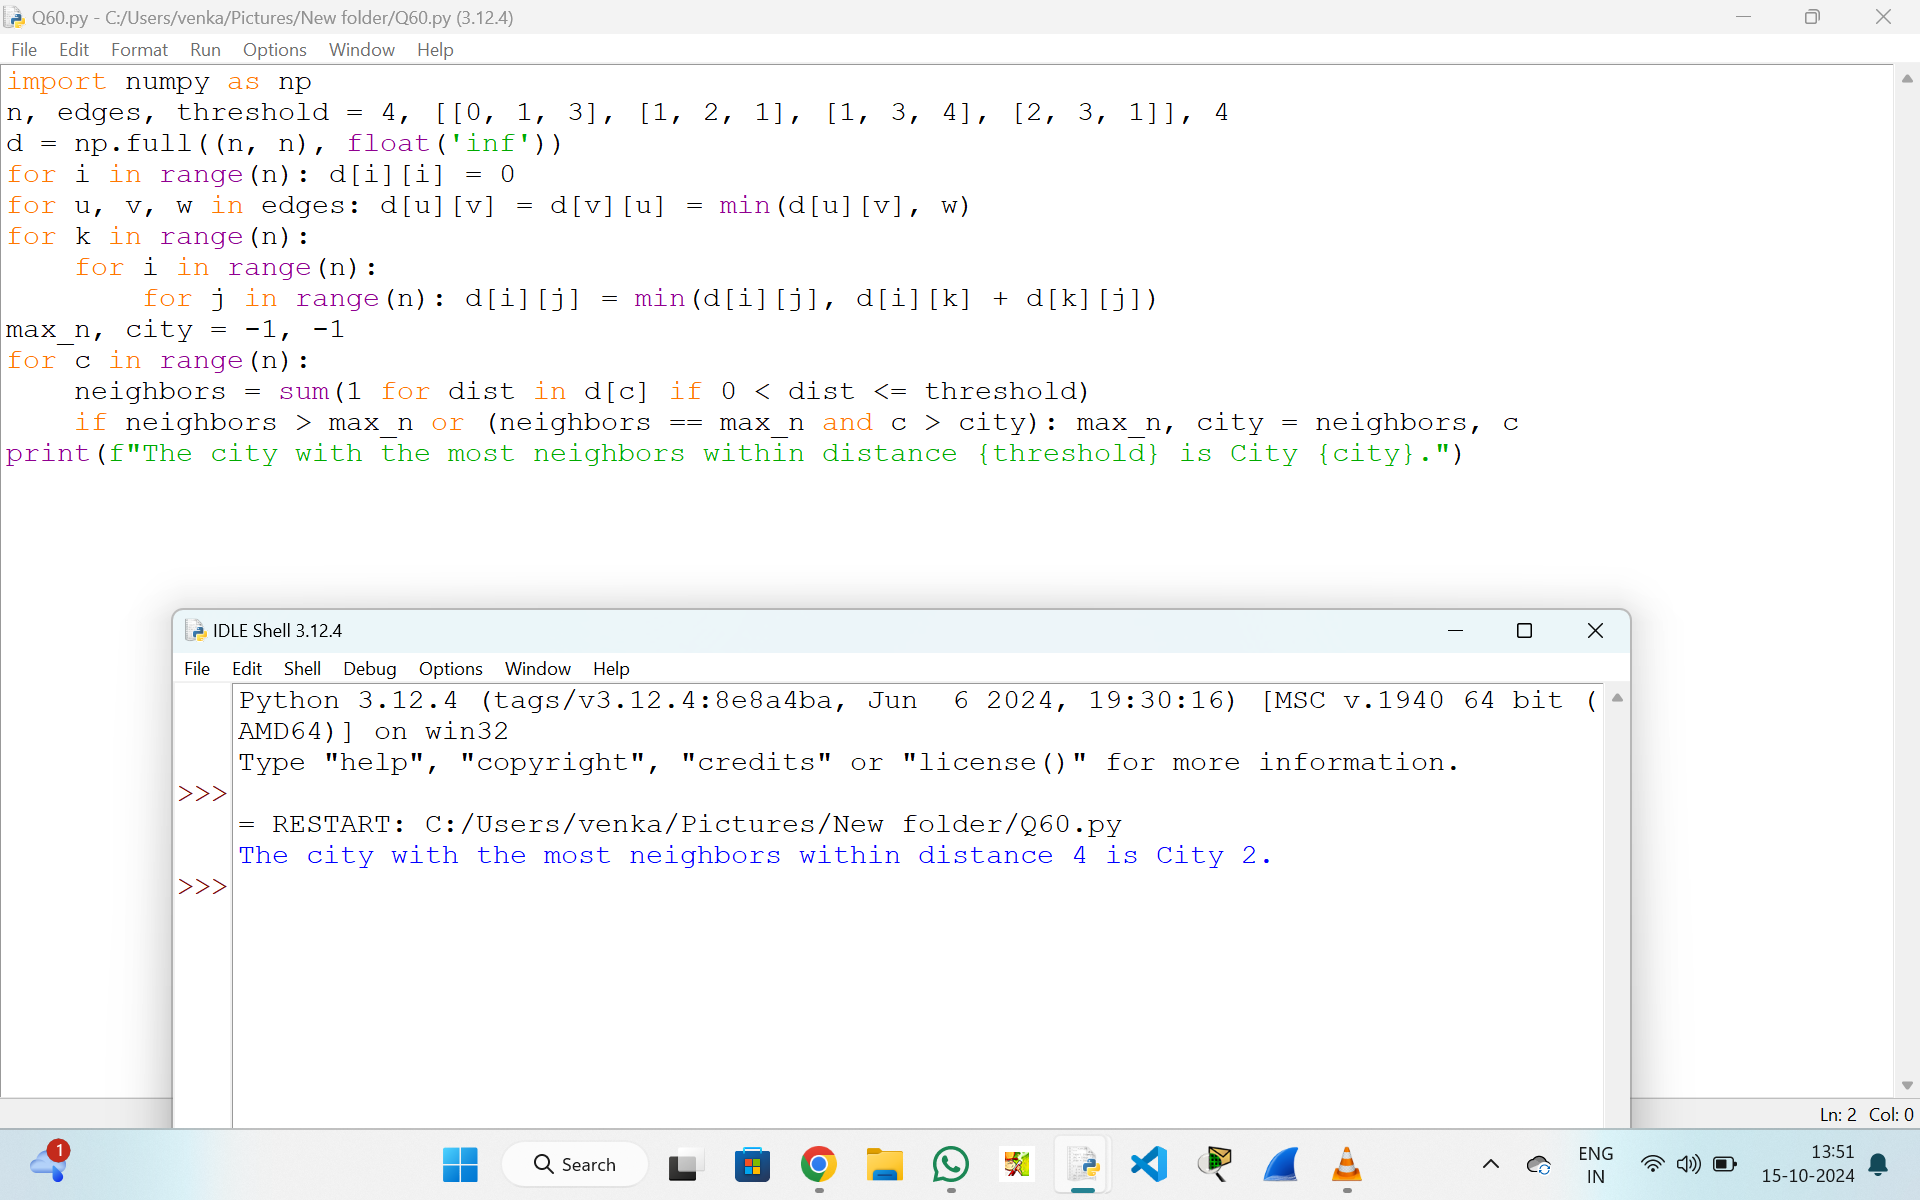 Q60.py - C:/Users/venka/Pictures/New folder/Q60.py (3.12.4)
File Edit Format Run Options Window Help
import numpy as np
n, edges, threshold = 4, [[0, 1, 3], [1, 2, 1], [1, 3, 4], [2, 3, 1]], 4
d = np.full((n, n), float('inf'))
for i in range(n): d[i][i] = 0
for u, v, w in edges: d[u][v] = d[v][u] = min(d[u][v], w)
for k in range(n):
    for i in range(n):
        for j in range(n): d[i][j] = min(d[i][j], d[i][k] + d[k][j])
max_n, city = -1, -1
for c in range(n):
    neighbors = sum(1 for dist in d[c] if 0 < dist <= threshold)
    if neighbors > max_n or (neighbors == max_n and c > city): max_n, city = neighbors, c
print(f"The city with the most neighbors within distance {threshold} is City {city}.")
IDLE Shell 3.12.4
File Edit Shell Debug Options Window Help
Python 3.12.4 (tags/v3.12.4:8e8a4ba, Jun  6 2024, 19:30:16) [MSC v.1940 64 bit (
AMD64)] on win32
Type "help", "copyright", "credits" or "license()" for more information.
>>>
= RESTART: C:/Users/venka/Pictures/New folder/Q60.py
The city with the most neighbors within distance 4 is City 2.
>>>
Ln: 2 Col: 0
1
Search
ENG
IN
13:51
15-10-2024